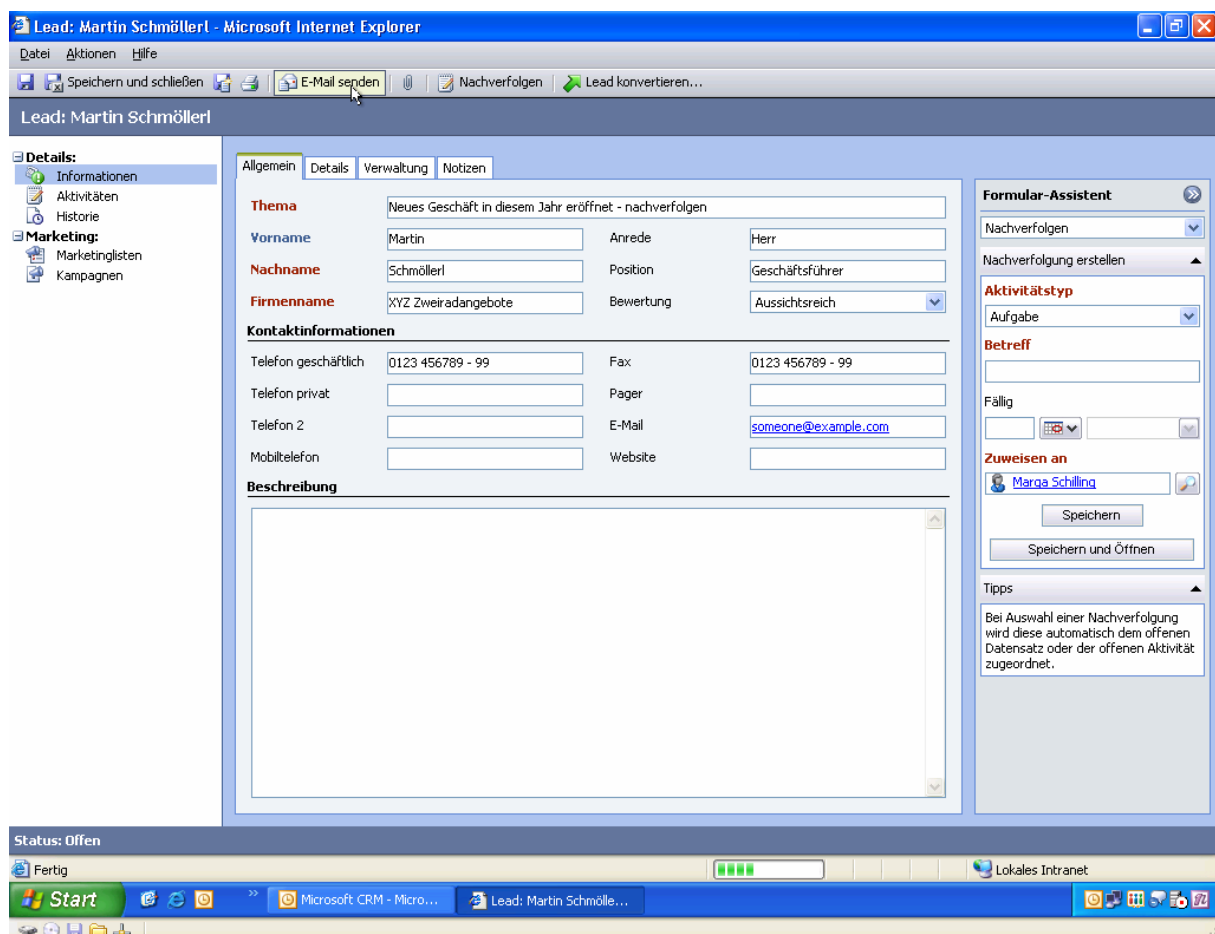 Lead: Martin Schmöllerl - Microsoft Internet Explorer
Datei Aktionen Hilfe
Speichern und schließen E-Mail senden Nachverfolgen Lead konvertieren...
Lead: Martin Schmöllerl
Details:
Informationen
Aktivitäten
Historie
Marketing:
Marketinglisten
Kampagnen
Allgemein Details Verwaltung Notizen
Thema Neues Geschäft in diesem Jahr eröffnet - nachverfolgen
Vorname Martin Anrede Herr
Nachname Schmöllerl Position Geschäftsführer
Firmenname XYZ Zweiradangebote Bewertung Aussichtsreich
Kontaktinformationen
Telefon geschäftlich 0123 456789 - 99 Fax 0123 456789 - 99
Telefon privat Pager
Telefon 2 E-Mail someone@example.com
Mobiltelefon Website
Beschreibung
Formular-Assistent
Nachverfolgen
Nachverfolgung erstellen
Aktivitätstyp
Aufgabe
Betreff
Fällig
Zuweisen an
Marga Schilling
Speichern
Speichern und Öffnen
Tipps
Bei Auswahl einer Nachverfolgung
wird diese automatisch dem offenen
Datensatz oder der offenen Aktivität
zugeordnet.
Status: Offen
Fertig Lokales Intranet
Start Microsoft CRM - Micro... Lead: Martin Schmölle...